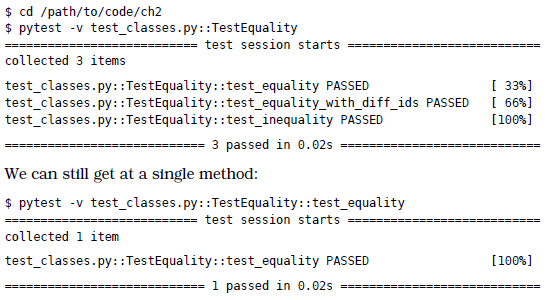 $ cd /path/to/code/ch2
$ pytest -v test_classes.py::TestEquality
========================== test session starts ==========================
collected 3 items
test_classes.py::TestEquality::test_equality PASSED [ 33%]
test_classes.py::TestEquality::test_equality_with_diff_ids PASSED [ 66%]
test_classes.py::TestEquality::test_inequality PASSED [100%]
=========================== 3 passed in 0.02s ===========================
We can still get at a single method:
$ pytest -v test_classes.py::TestEquality::test_equality
========================== test session starts ==========================
collected 1 item
test_classes.py::TestEquality::test_equality PASSED [100%]
=========================== 1 passed in 0.02s ===========================